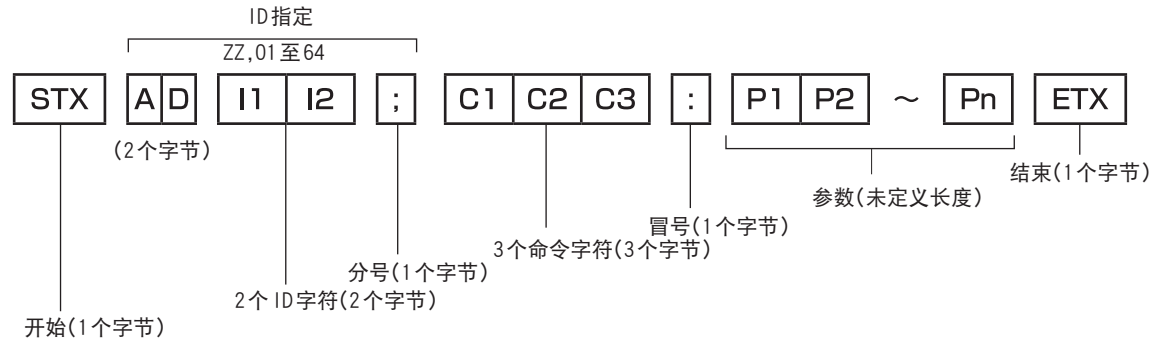 ID指定
ZZ,01至64
STX AD I1 I2 ; C1 C2 C3 : P1 P2 ～ Pn ETX
(2个字节)
结束(1个字节)
参数(未定义长度)
冒号(1个字节)
3个命令字符(3个字节)
分号(1个字节)
2个ID字符(2个字节)
开始(1个字节)